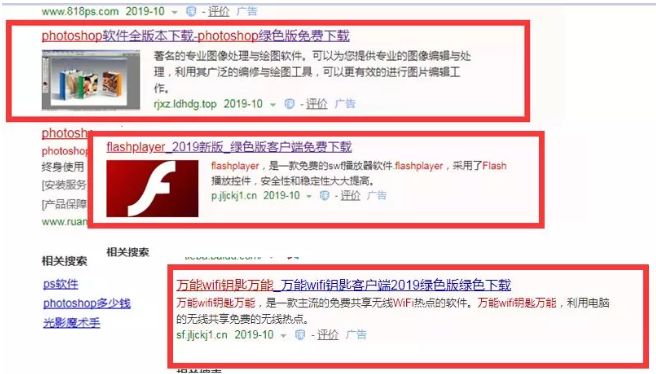 www.818ps.com 2019-10 - 评价 广告
photoshop软件全版本下载-photoshop绿色版免费下载
著名的专业图像处理与绘图软件。可以为您提供专业的图像编辑与处
理，利用其广泛的编修与绘图工具，可以更有效的进行图片编辑工
作。
rjxz.ldhdg.top 2019-10 - 评价 广告
photosh
photoshop
终身使用
[安装服务
[产品保障
www.ruan
flashplayer_2019新版_绿色版客户端免费下载
flashplayer，是一款免费的swf播放器软件.flashplayer，采用了Flash
播放控件，安全性和稳定性大大提高。
p.jljckj1.cn 2019-10 - 评价 广告
相关搜索
相关搜索
ps软件
photoshop多少钱
光影魔术手
tieba.baidu.com/
万能wifi钥匙万能_万能wifi钥匙客户端2019绿色版绿色下载
万能wifi钥匙万能，是一款主流的免费共享无线WiFi热点的软件。万能wifi钥匙万能，利用电脑
的无线共享免费的无线热点。
sf.jljckj1.cn 2019-10 - 评价 广告
相关搜索